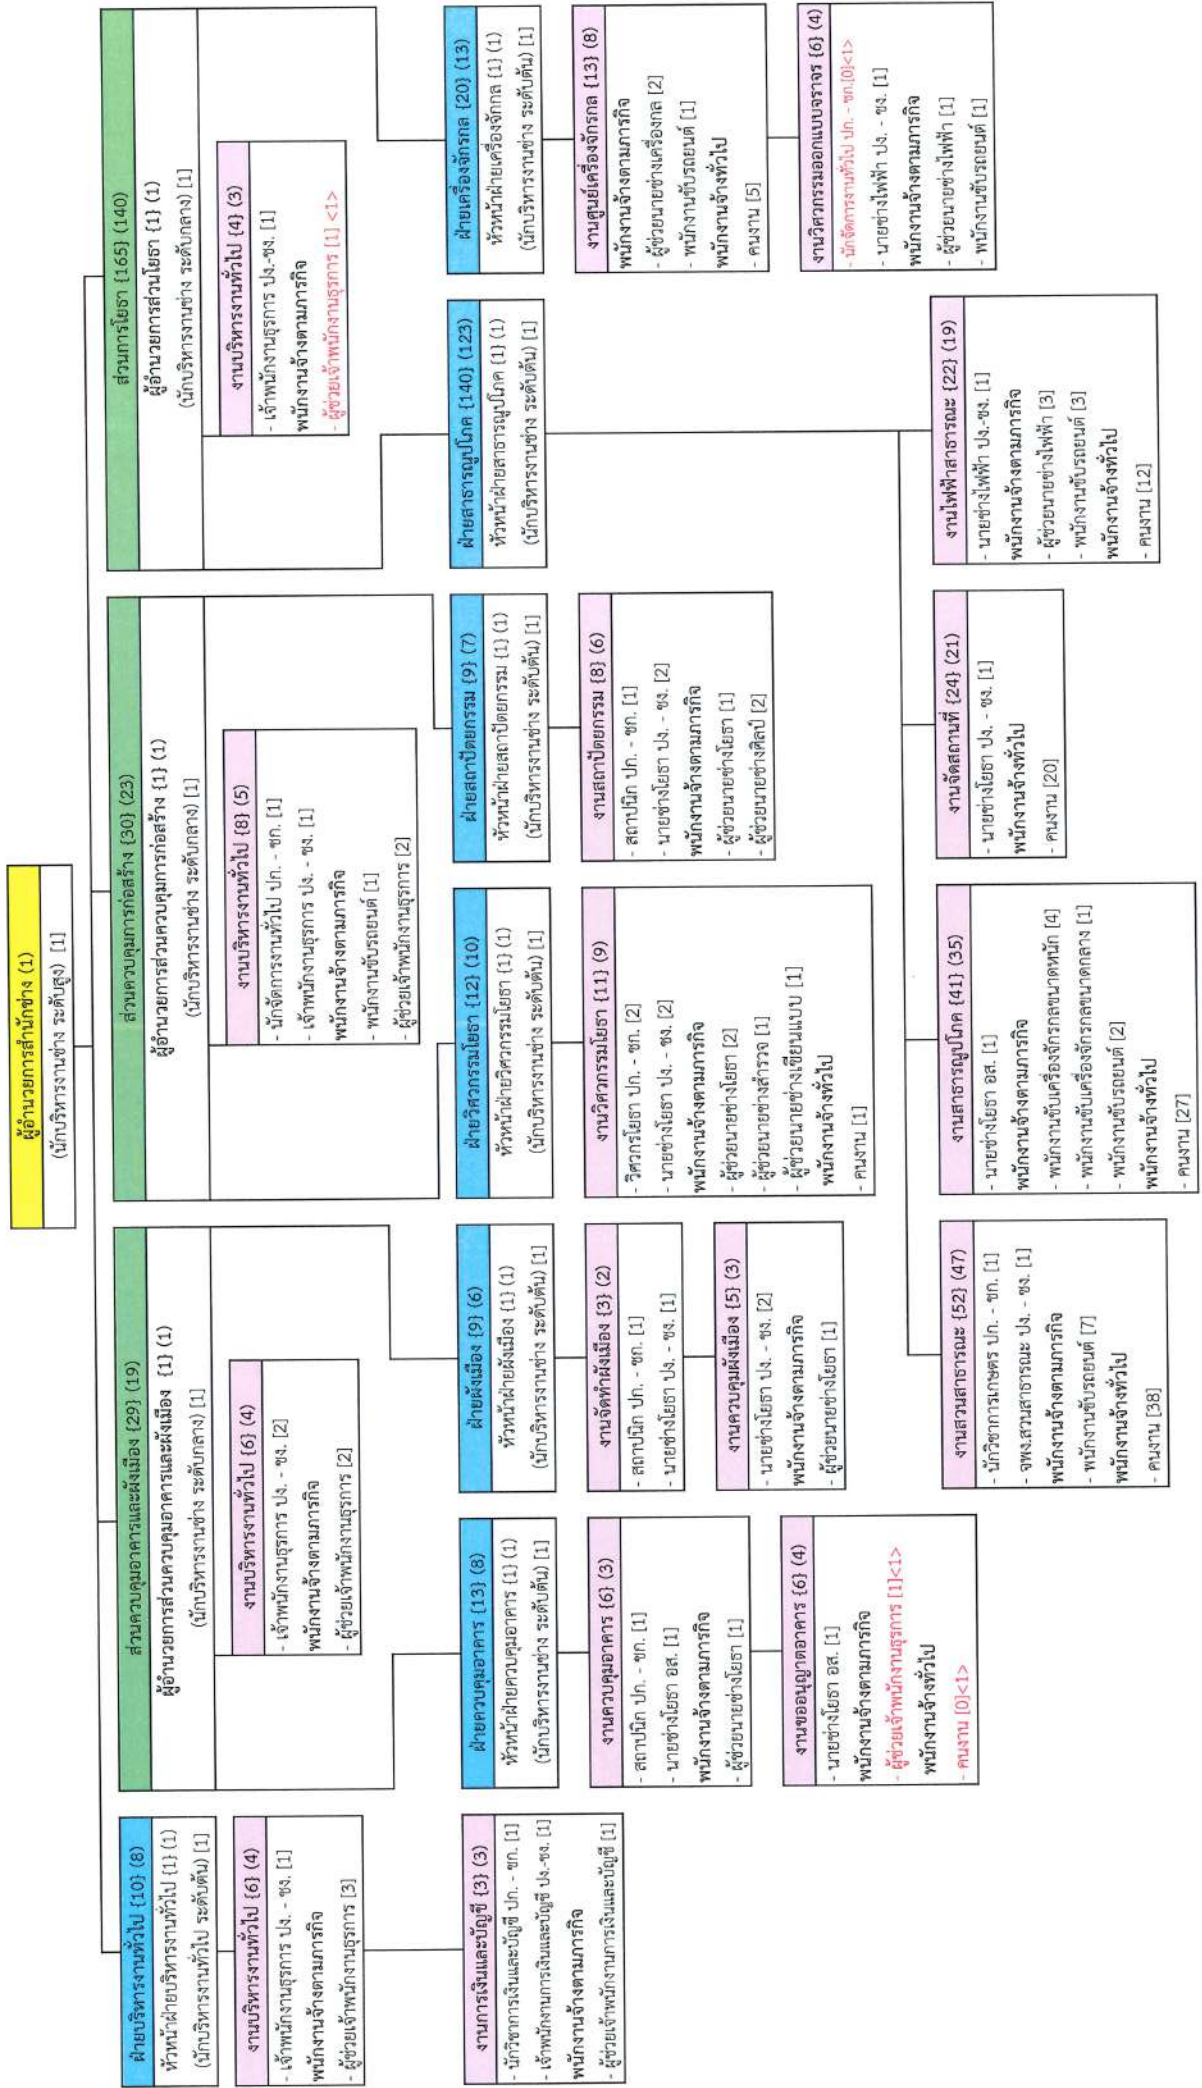 ผู้อำนวยการสำนักช่าง (1)
(นักบริหารงานช่าง ระดับสูง) [1]
ฝ่ายบริหารงานทั่วไป {10} (8)
หัวหน้าฝ่ายบริหารงานทั่วไป {1} (1)
(นักบริหารงานทั่วไป ระดับต้น) [1]
งานบริหารงานทั่วไป {6} (4)
- เจ้าพนักงานธุรการ ปง. - ชง. [1]
พนักงานจ้างตามภารกิจ
- ผู้ช่วยเจ้าพนักงานธุรการ [3]
งานการเงินและบัญชี {3} (3)
- นักวิชาการเงินและบัญชี ปก. - ชก. [1]
- เจ้าพนักงานการเงินและบัญชี ปง.-ชง. [1]
พนักงานจ้างตามภารกิจ
- ผู้ช่วยเจ้าพนักงานการเงินและบัญชี [1]
ส่วนควบคุมอาคารและผังเมือง {29} (19)
ผู้อำนวยการส่วนควบคุมอาคารและผังเมือง {1} (1)
(นักบริหารงานช่าง ระดับกลาง) [1]
งานบริหารงานทั่วไป {6} (4)
- เจ้าพนักงานธุรการ ปง. - ชง. [2]
พนักงานจ้างตามภารกิจ
- ผู้ช่วยเจ้าพนักงานธุรการ [2]
ฝ่ายควบคุมอาคาร {13} (8)
หัวหน้าฝ่ายควบคุมอาคาร {1} (1)
(นักบริหารงานช่าง ระดับต้น) [1]
งานควบคุมอาคาร {6} (3)
- สถาปนิก ปก. - ชก. [1]
- นายช่างโยธา อส. [1]
พนักงานจ้างตามภารกิจ
- ผู้ช่วยนายช่างโยธา [1]
งานขออนุญาตอาคาร {6} (4)
- นายช่างโยธา อส. [1]
พนักงานจ้างตามภารกิจ
- ผู้ช่วยเจ้าพนักงานธุรการ [1]<1>
พนักงานจ้างทั่วไป
- คนงาน [0]<1>
ฝ่ายผังเมือง {9} (6)
หัวหน้าฝ่ายผังเมือง {1} (1)
(นักบริหารงานช่าง ระดับต้น) [1]
งานจัดทำผังเมือง {3} (2)
- สถาปนิก ปก. - ชก. [1]
- นายช่างโยธา ปง. - ชง. [1]
งานควบคุมผังเมือง {5} (3)
- นายช่างโยธา ปง. - ชง. [2]
พนักงานจ้างตามภารกิจ
- ผู้ช่วยนายช่างโยธา [1]
ส่วนควบคุมการก่อสร้าง {30} (23)
ผู้อำนวยการส่วนควบคุมการก่อสร้าง {1} (1)
(นักบริหารงานช่าง ระดับกลาง) [1]
งานบริหารงานทั่วไป {8} (5)
- นักจัดการงานทั่วไป ปก. - ชก. [1]
- เจ้าพนักงานธุรการ ปง. - ชง. [1]
พนักงานจ้างตามภารกิจ
- พนักงานขับรถยนต์ [1]
- ผู้ช่วยเจ้าพนักงานธุรการ [2]
ฝ่ายวิศวกรรมโยธา {12} (10)
หัวหน้าฝ่ายวิศวกรรมโยธา {1} (1)
(นักบริหารงานช่าง ระดับต้น) [1]
งานวิศวกรรมโยธา {11} (9)
- วิศวกรโยธา ปก. - ชก. [2]
- นายช่างโยธา ปง. - ชง. [2]
พนักงานจ้างตามภารกิจ
- ผู้ช่วยนายช่างโยธา [2]
- ผู้ช่วยนายช่างสำรวจ [1]
- ผู้ช่วยนายช่างเขียนแบบ [1]
พนักงานจ้างทั่วไป
- คนงาน [1]
ฝ่ายสถาปัตยกรรม {9} (7)
หัวหน้าฝ่ายสถาปัตยกรรม {1} (1)
(นักบริหารงานช่าง ระดับต้น) [1]
งานสถาปัตยกรรม {8} (6)
- สถาปนิก ปก. - ชก. [1]
- นายช่างโยธา ปง. - ชง. [2]
พนักงานจ้างตามภารกิจ
- ผู้ช่วยนายช่างโยธา [1]
- ผู้ช่วยนายช่างศิลป์ [2]
ส่วนการโยธา {165} (140)
ผู้อำนวยการส่วนโยธา {1} (1)
(นักบริหารงานช่าง ระดับกลาง) [1]
งานบริหารงานทั่วไป {4} (3)
- เจ้าพนักงานธุรการ ปง.-ชง. [1]
พนักงานจ้างตามภารกิจ
- ผู้ช่วยเจ้าพนักงานธุรการ [1] <1>
ฝ่ายสาธารณูปโภค {140} (123)
หัวหน้าฝ่ายสาธารณูปโภค {1} (1)
(นักบริหารงานช่าง ระดับต้น) [1]
ฝ่ายเครื่องจักรกล {20} (13)
หัวหน้าฝ่ายเครื่องจักกล {1} (1)
(นักบริหารงานช่าง ระดับต้น) [1]
งานศูนย์เครื่องจักรกล {13} (8)
พนักงานจ้างตามภารกิจ
- ผู้ช่วยนายช่างเครื่องกล [2]
- พนักงานขับรถยนต์ [1]
พนักงานจ้างทั่วไป
- คนงาน [5]
งานวิศวกรรมออกแบบจราจร {6} (4)
- นักจัดการงานทั่วไป ปก. - ชก.[0]<1>
- นายช่างไฟฟ้า ปง. - ชง. [1]
พนักงานจ้างตามภารกิจ
- ผู้ช่วยนายช่างไฟฟ้า [1]
- พนักงานขับรถยนต์ [1]
งานสวนสาธารณะ {52} (47)
- นักวิชาการเกษตร ปก. - ชก. [1]
- จพง.สวนสาธารณะ ปง. - ชง. [1]
พนักงานจ้างตามภารกิจ
- พนักงานขับรถยนต์ [7]
พนักงานจ้างทั่วไป
- คนงาน [38]
งานสาธารณูปโภค {41} (35)
- นายช่างโยธา อส. [1]
พนักงานจ้างตามภารกิจ
- พนักงานขับเครื่องจักรกลขนาดหนัก [4]
- พนักงานขับเครื่องจักรกลขนาดกลาง [1]
- พนักงานขับรถยนต์ [2]
พนักงานจ้างทั่วไป
- คนงาน [27]
งานจัดสถานที่ {24} (21)
- นายช่างโยธา ปง. - ชง. [1]
พนักงานจ้างทั่วไป
- คนงาน [20]
งานไฟฟ้าสาธารณะ {22} (19)
- นายช่างไฟฟ้า ปง.-ชง. [1]
พนักงานจ้างตามภารกิจ
- ผู้ช่วยนายช่างไฟฟ้า [3]
- พนักงานขับรถยนต์ [3]
พนักงานจ้างทั่วไป
- คนงาน [12]